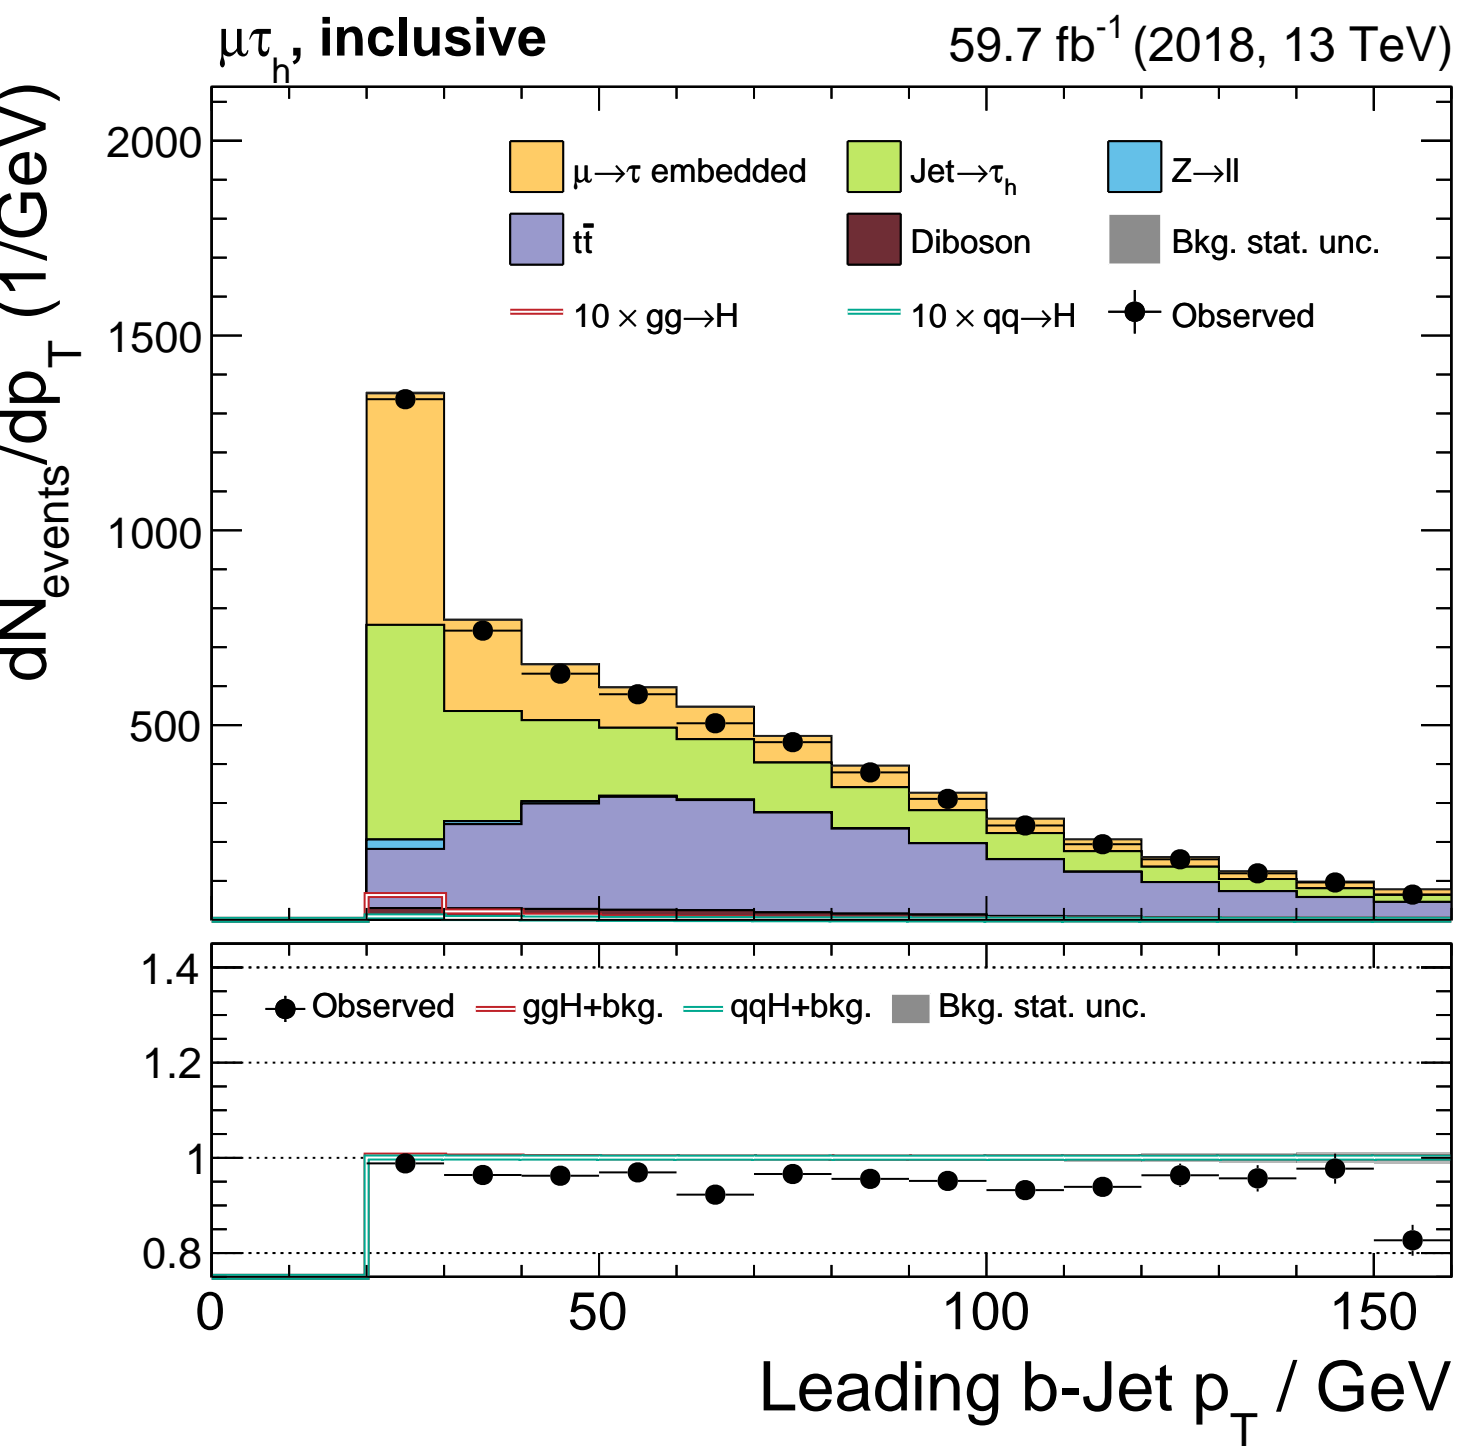 μτh, inclusive
59.7 fb-1 (2018, 13 TeV)
dNevents/dpT (1/GeV)
2000
1500
1000
500
μ→τ embedded
Jet→τh
Z→ll
tt̄
Diboson
Bkg. stat. unc.
10 × gg→H
10 × qq→H
Observed
1.4
1.2
1
0.8
Observed
ggH+bkg.
qqH+bkg.
Bkg. stat. unc.
0
50
100
150
Leading b-Jet pT / GeV